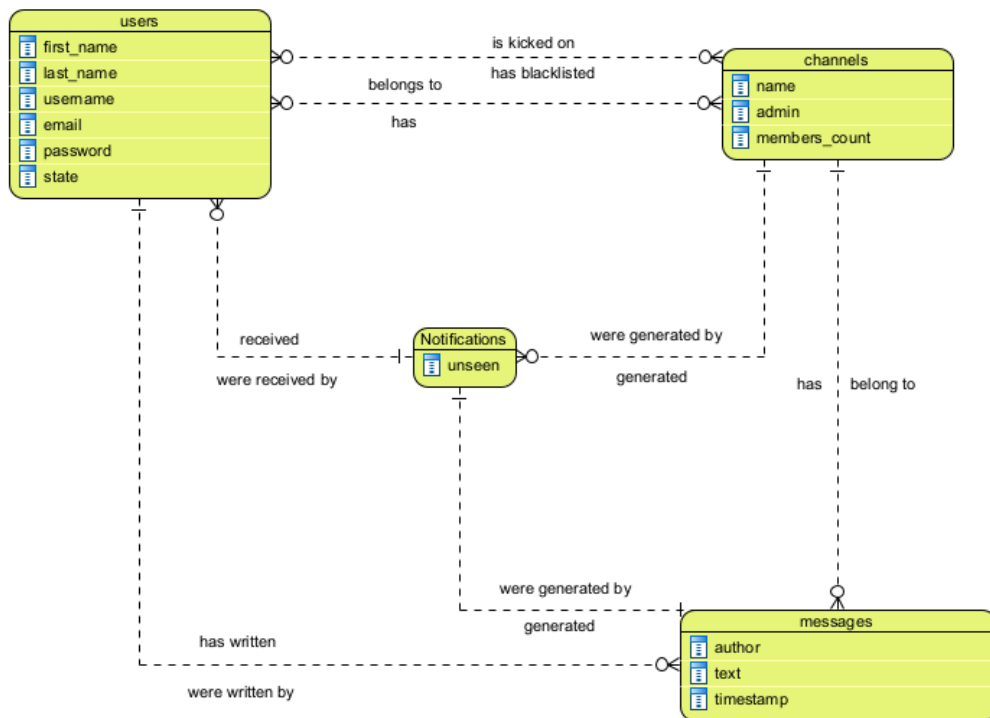 users
first_name
last_name
username
email
password
state
is kicked on
has blacklisted
belongs to
has
channels
name
admin
members_count
received
were received by
Notifications
unseen
were generated by
generated
has
belong to
were generated by
generated
has written
were written by
messages
author
text
timestamp